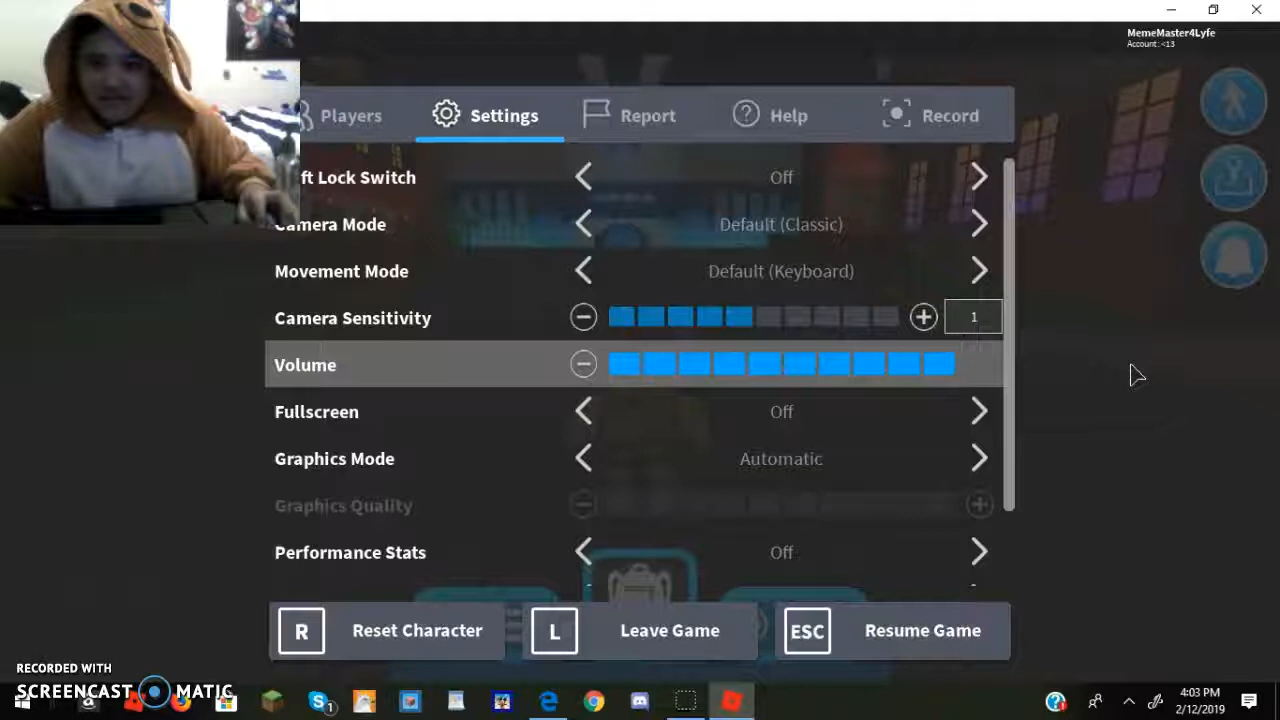 MemeMaster4Lyfe
Account: <13
Players
Settings
Report
Help
Record
ft Lock Switch
Off
Camera Mode
Default (Classic)
Movement Mode
Default (Keyboard)
Camera Sensitivity
1
Volume
Fullscreen
Off
Graphics Mode
Automatic
Graphics Quality
Performance Stats
Off
R Reset Character
L Leave Game
ESC Resume Game
RECORDED WITH
SCREENCAST MATIC
1
4:03 PM
2/12/2019